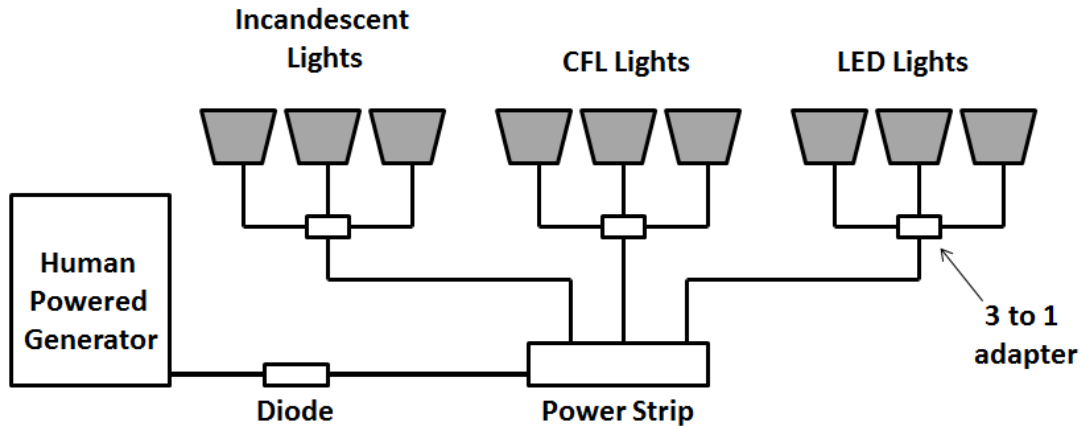 Incandescent
Lights
CFL Lights
LED Lights
Human
Powered
Generator
3 to 1
adapter
Diode
Power Strip